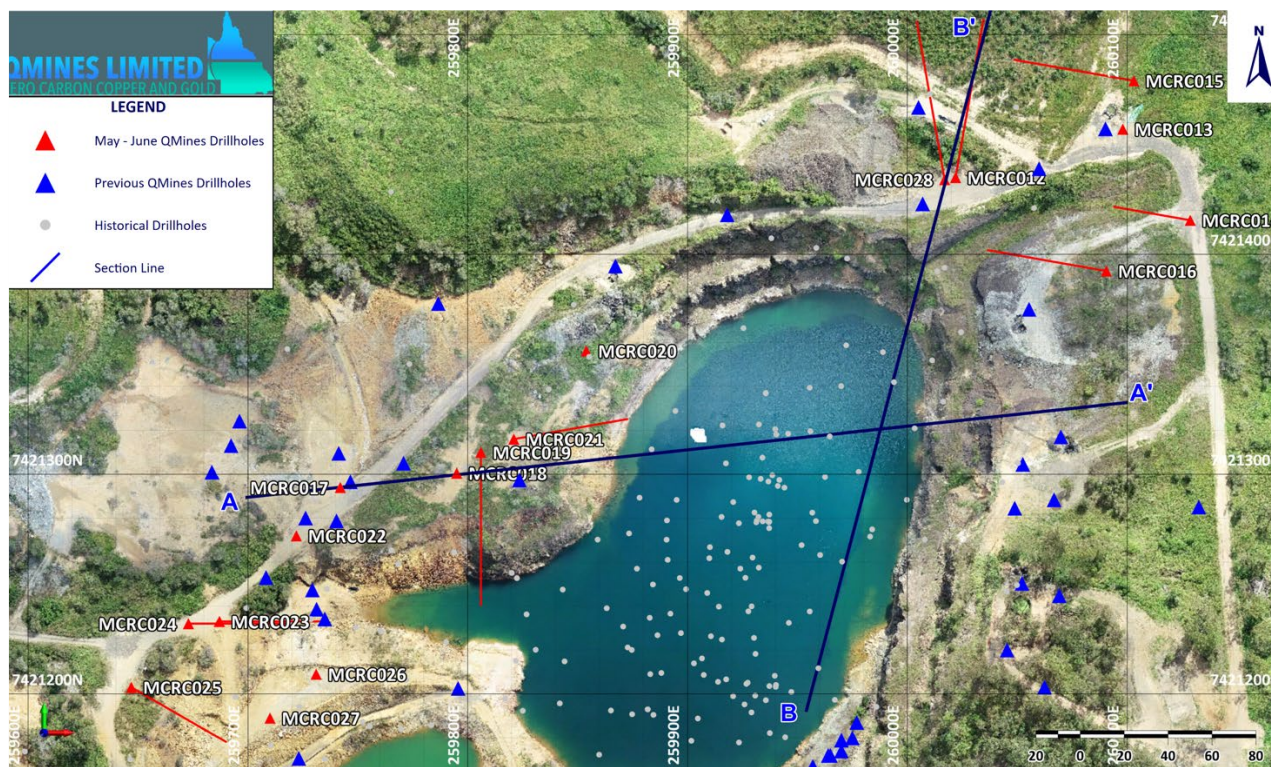 QMINES LIMITED
ERO CARBON COPPER AND GOLD
LEGEND
May - June QMines Drillholes
Previous QMines Drillholes
Historical Drillholes
Section Line
259800E
259900E
260000E
260100E
B'
N
MCRC015
MCRC013
MCRC028
MCRC012
MCRC01
7421400
MCRC016
MCRC020
A'
MCRC021
MCRC019
7421300N
7421300
MCRC018
MCRC017
A
MCRC022
MCRC024
MCRC023
MCRC026
MCRC025
7421200N
7421200
MCRC027
B
259600E
259700E
259800E
259900E
260000E
260100E
20 0 20 40 60 80